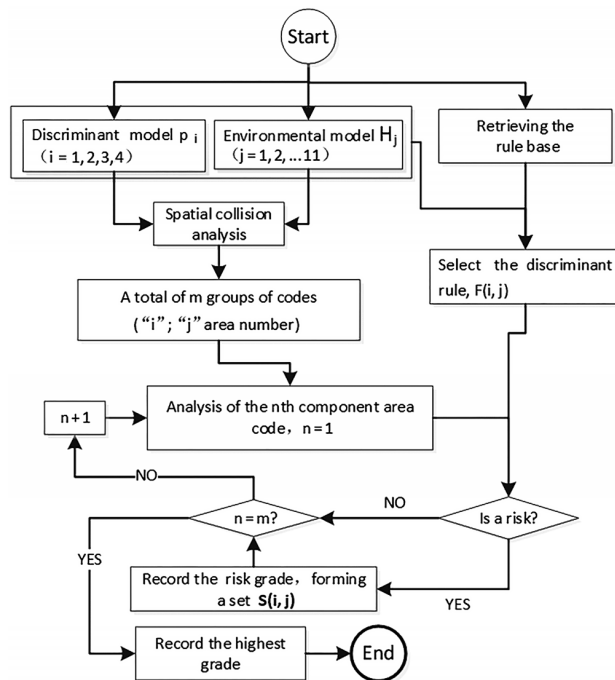 Start
Discriminant model p i
（i = 1,2,3,4）
Environmental model Hj
（j = 1,2, ...11）
Retrieving the
rule base
Spatial collision
analysis
Select the discriminant
rule, F(i, j)
A total of m groups of codes
(“i”; “j” area number)
Analysis of the nth component area
code，n = 1
n+1
NO
n = m?
NO
Is a risk?
YES
Record the risk grade，forming
a set S(i, j)
YES
Record the highest
grade
End